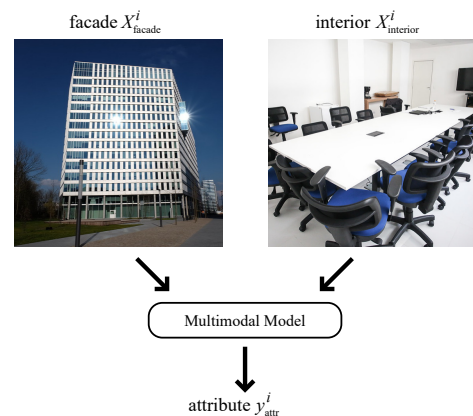 facade X^i_facade
interior X^i_interior
Multimodal Model
attribute y^i_attr